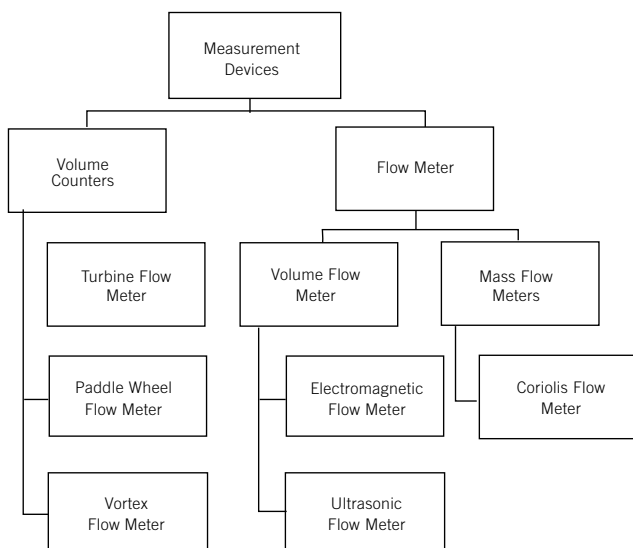 Measurement
Devices
Volume
Counters
Flow Meter
Turbine Flow
Meter
Volume Flow
Meter
Mass Flow
Meters
Paddle Wheel
Flow Meter
Electromagnetic
Flow Meter
Coriolis Flow
Meter
Vortex
Flow Meter
Ultrasonic
Flow Meter